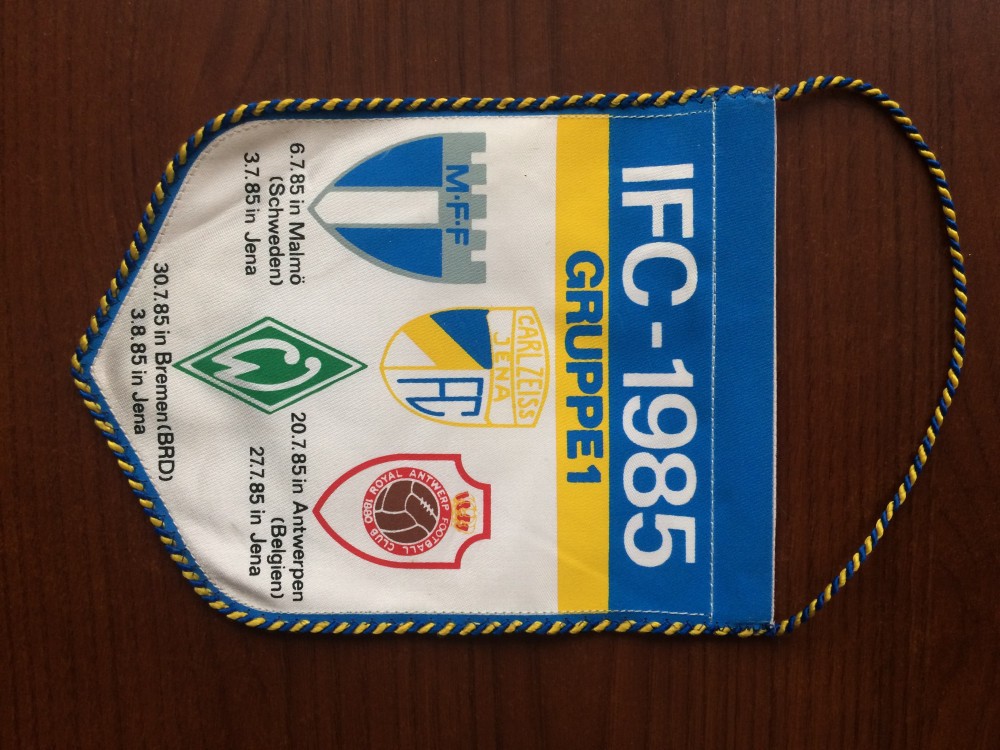 IFC-1985
GRUPPE 1
M.F.F
CARL ZEISS
JENA
FC
ROYAL ANTWERP FOOTBALL CLUB 1880
6.7.85 in Malmö
(Schweden)
3.7.85 in Jena
W
20.7.85 in Antwerpen
(Belgien)
27.7.85 in Jena
30.7.85 in Bremen (BRD)
3.8.85 in Jena